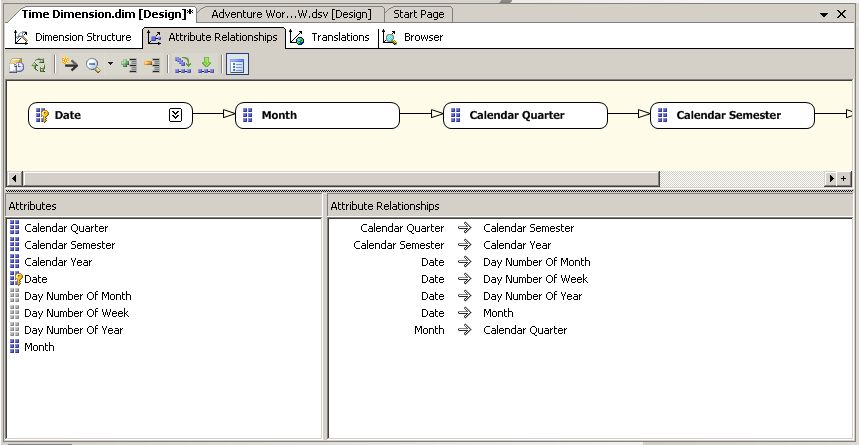 Time Dimension.dim [Design]* Adventure Wor...W.dsv [Design] Start Page
Dimension Structure Attribute Relationships Translations Browser
Date Month Calendar Quarter Calendar Semester
Attributes
Calendar Quarter
Calendar Semester
Calendar Year
Date
Day Number Of Month
Day Number Of Week
Day Number Of Year
Month
Attribute Relationships
Calendar Quarter Calendar Semester
Calendar Semester Calendar Year
Date Day Number Of Month
Date Day Number Of Week
Date Day Number Of Year
Date Month
Month Calendar Quarter